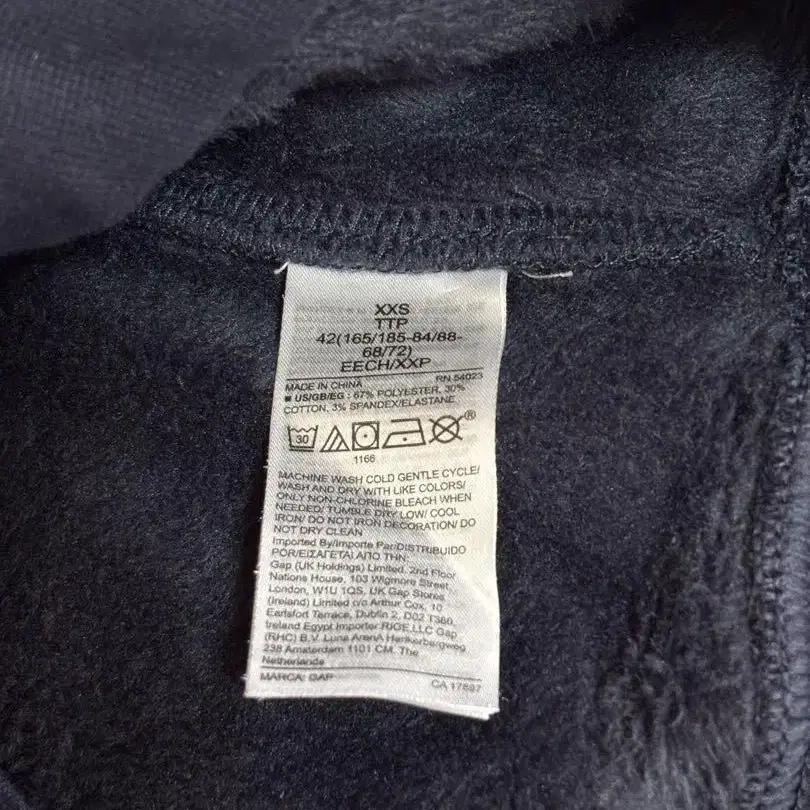 XXS
TTP
42(165/185-84/88-
68/72)
EECH/XXP
MADE IN CHINA RN 54023
■ US/GB/EG : 67% POLYESTER, 30%
COTTON, 3% SPANDEX/ELASTANE
30
®
1166
MACHINE WASH COLD GENTLE CYCLE/
WASH AND DRY WITH LIKE COLORS/
ONLY NON-CHLORINE BLEACH WHEN
NEEDED/ TUMBLE DRY LOW/ COOL
IRON/ DO NOT IRON DECORATION/ DO
NOT DRY CLEAN
Imported By/Importe Par/DISTRIBUIDO
POR/ΕΙΣΑΓΕΤΑΙ ΑΠΟ ΤΗΝ:
Gap (UK Holdings) Limited, 2nd Floor
Nations House, 103 Wigmore Street
London, W1U 1QS, UK Gap Stores
(Ireland) Limited c/o Arthur Cox, 10
Earlsfort Terrace, Dublin 2, D02 T380,
Ireland Egypt Importer RIGE,LLC Gap
(RHC) B.V. Luna ArenA Herikerbergweg
238 Amsterdam 1101 CM, The
Netherlands
MARCA: GAP CA 17897